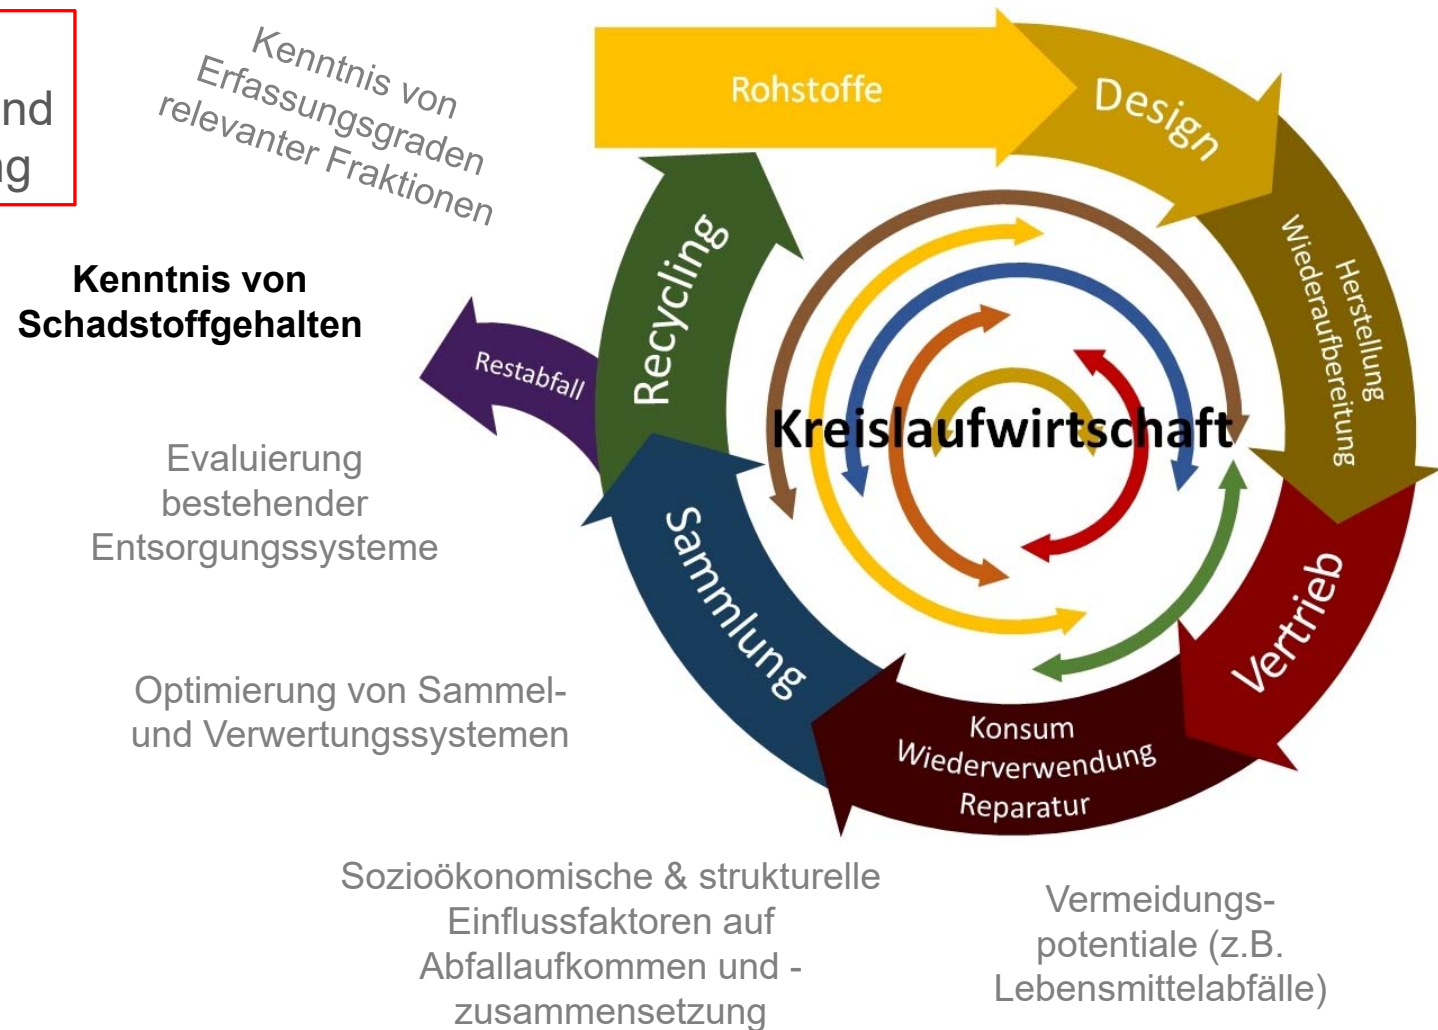 Kenntnis von
Erfassungsgraden
relevanter Fraktionen
Kenntnis von
Schadstoffgehalten
Evaluierung
bestehender
Entsorgungssysteme
Optimierung von Sammel-
und Verwertungssystemen
Sozioökonomische & strukturelle
Einflussfaktoren auf
Abfallaufkommen und -
zusammensetzung
Vermeidungs-
potentiale (z.B.
Lebensmittelabfälle)
Rohstoffe
Design
Herstellung
Wiederaufbereitung
Vertrieb
Konsum
Wiederverwendung
Reparatur
Sammlung
Recycling
Restabfall
Kreislaufwirtschaft